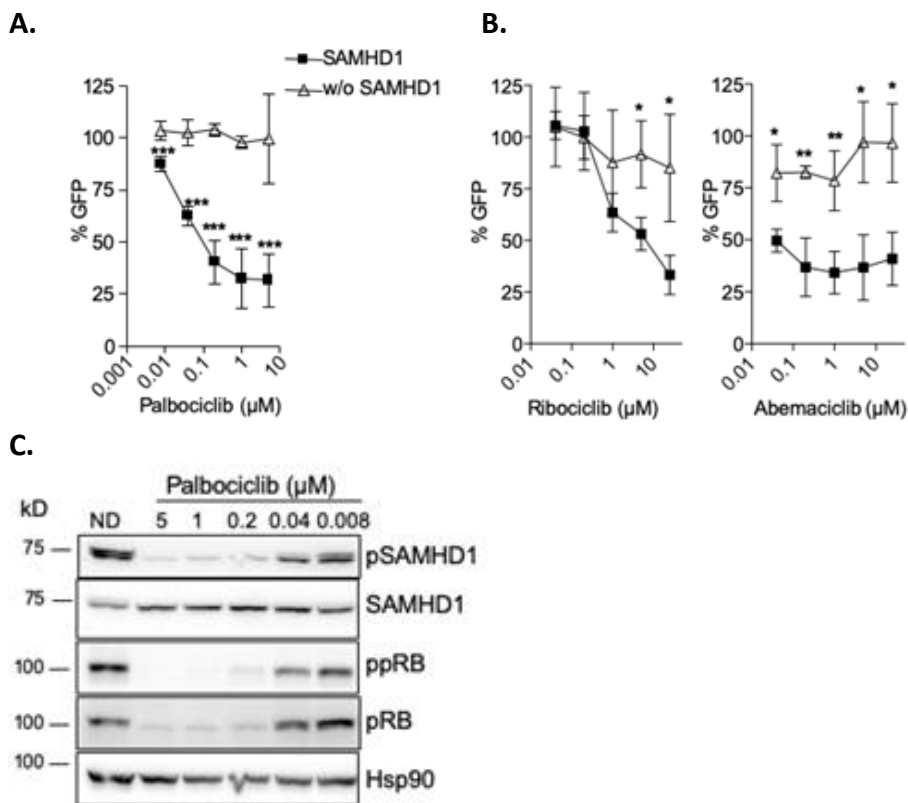 A.
B.
SAMHD1
w/o SAMHD1
% GFP
125
100
75
50
25
0
0.001
0.01
0.1
1
10
Palbociclib (µM)
***
***
***
***
***
% GFP
125
100
75
50
25
0
0.01
0.1
1
10
Ribociclib (µM)
*
*
% GFP
125
100
75
50
25
0
0.01
0.1
1
10
Abemaciclib (µM)
*
**
**
*
*
C.
Palbociclib (µM)
kD
ND 5 1 0.2 0.04 0.008
75 pSAMHD1
75 SAMHD1
100 ppRB
100 pRB
100 Hsp90